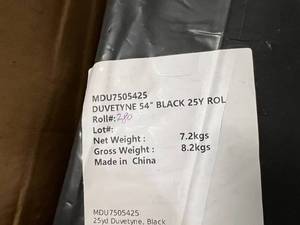 MDU7505425
DUVETYNE 54" BLACK 25Y ROL
Roll#: 280
Lot#:
Net Weight : 7.2kgs
Gross Weight : 8.2kgs
Made in China
MDU7505425
25yd Duvetyne, Black